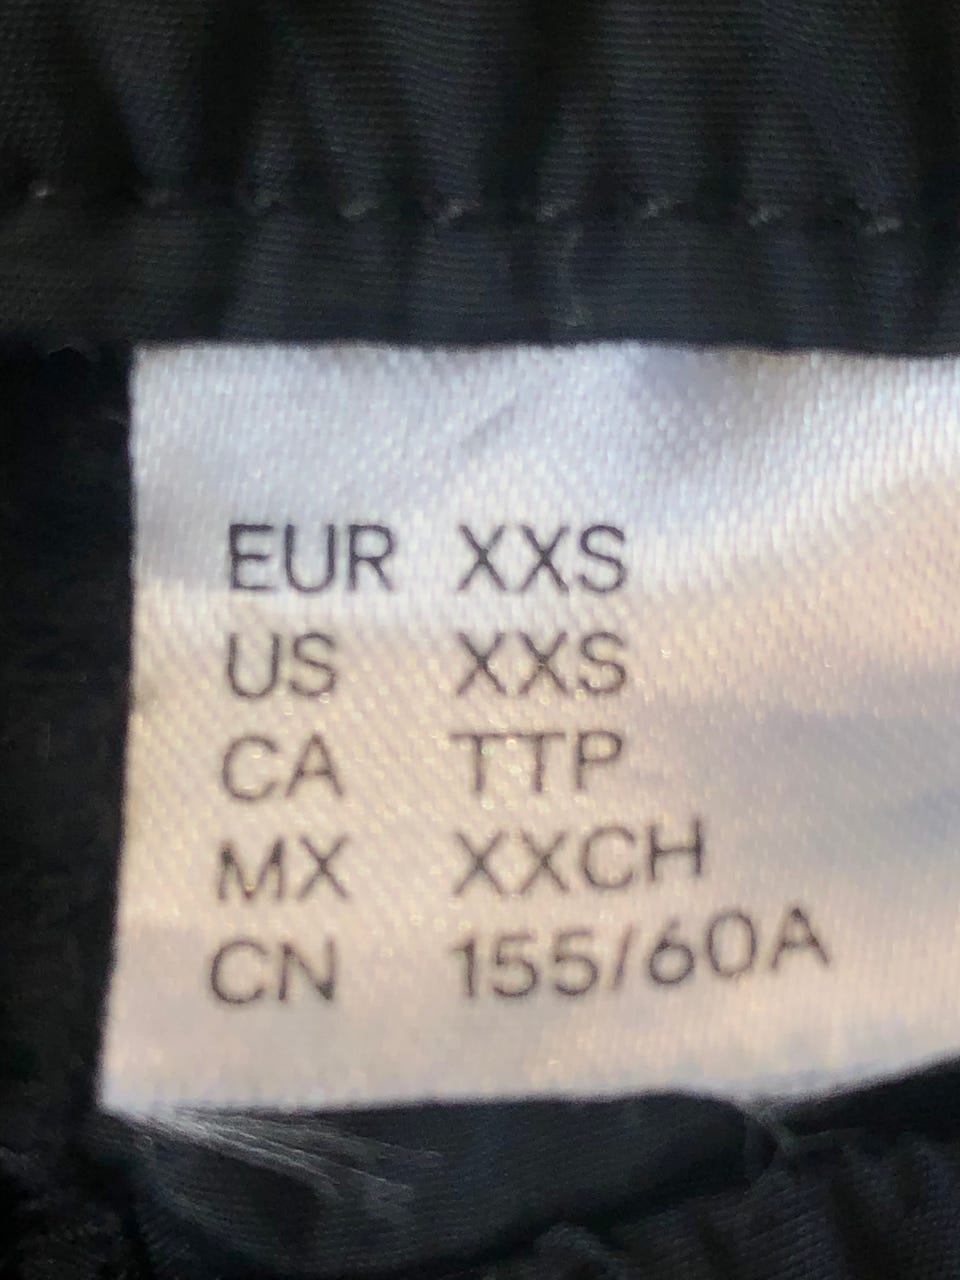 EUR XXS
US XXS
CA TTP
MX XXCH
CN 155/60A